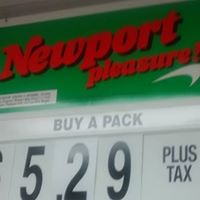 Newport
pleasure!
BUY A PACK
$5.29 PLUS
TAX